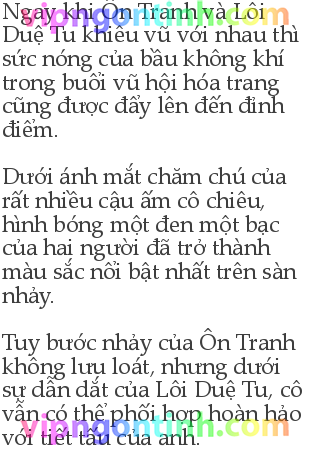 Ngay khi Ôn Tranh và Lôi
Duệ Tu khiêu vũ với nhau thì
sức nóng của bầu không khí
trong buổi vũ hội hóa trang
cũng được đẩy lên đến đỉnh
điểm.
Dưới ánh mắt chăm chú của
rất nhiều cậu ấm cô chiêu,
hình bóng một đen một bạc
của hai người đã trở thành
màu sắc nổi bật nhất trên sàn
nhảy.
Tuy bước nhảy của Ôn Tranh
không lưu loát, nhưng dưới
sự dẫn dắt của Lôi Duệ Tu, cô
vẫn có thể phối hợp hoàn hảo
với tiết tấu của anh.
vipngontinh.com
vipngontinh.com